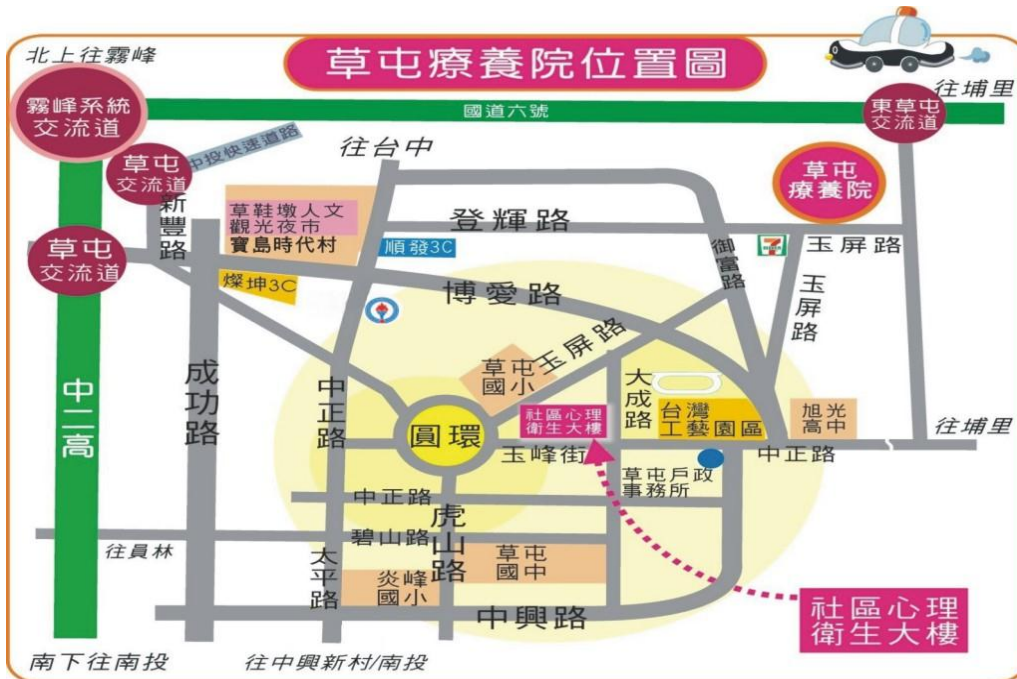 北上往霧峰
草屯療養院位置圖
往埔里
霧峰系統
交流道
國道六號
東草屯
交流道
中投快速道路
往台中
草屯
交流道
草屯
療養院
新豐路
草鞋墩人文
觀光夜市
寶島時代村
登輝路
順發3C
御富路
7
玉屏路
草屯
交流道
燦坤3C
博愛路
玉屏路
玉屏路
中二高
成功路
中正路
草屯
國小
大成路
社區心理
衛生大樓
台灣
工藝園區
旭光
高中
圓環
玉峰街
中正路
往埔里
草屯戶政
事務所
中正路
虎山路
碧山路
往員林
太平路
草屯
國中
炎峰
國小
中興路
社區心理
衛生大樓
南下往南投
往中興新村/南投